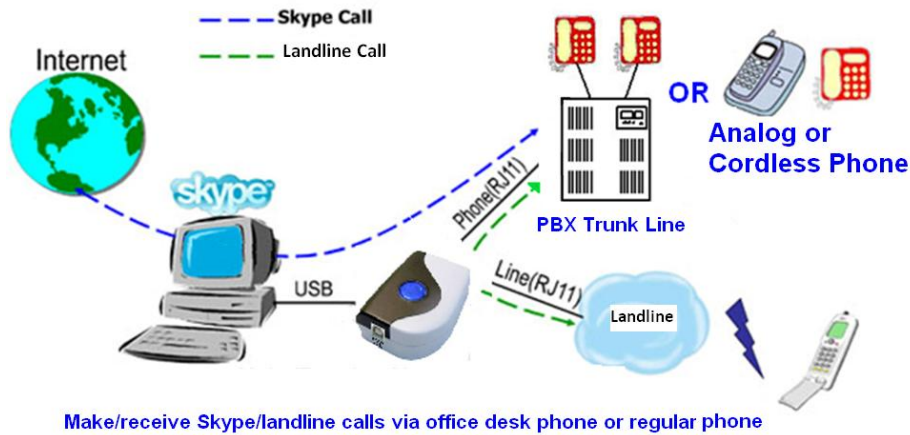 Skype Call
Landline Call
Internet
skype
OR
Analog or
Cordless Phone
Phone(RJ11)
PBX Trunk Line
USB
Line(RJ11)
Landline
Make/receive Skype/landline calls via office desk phone or regular phone